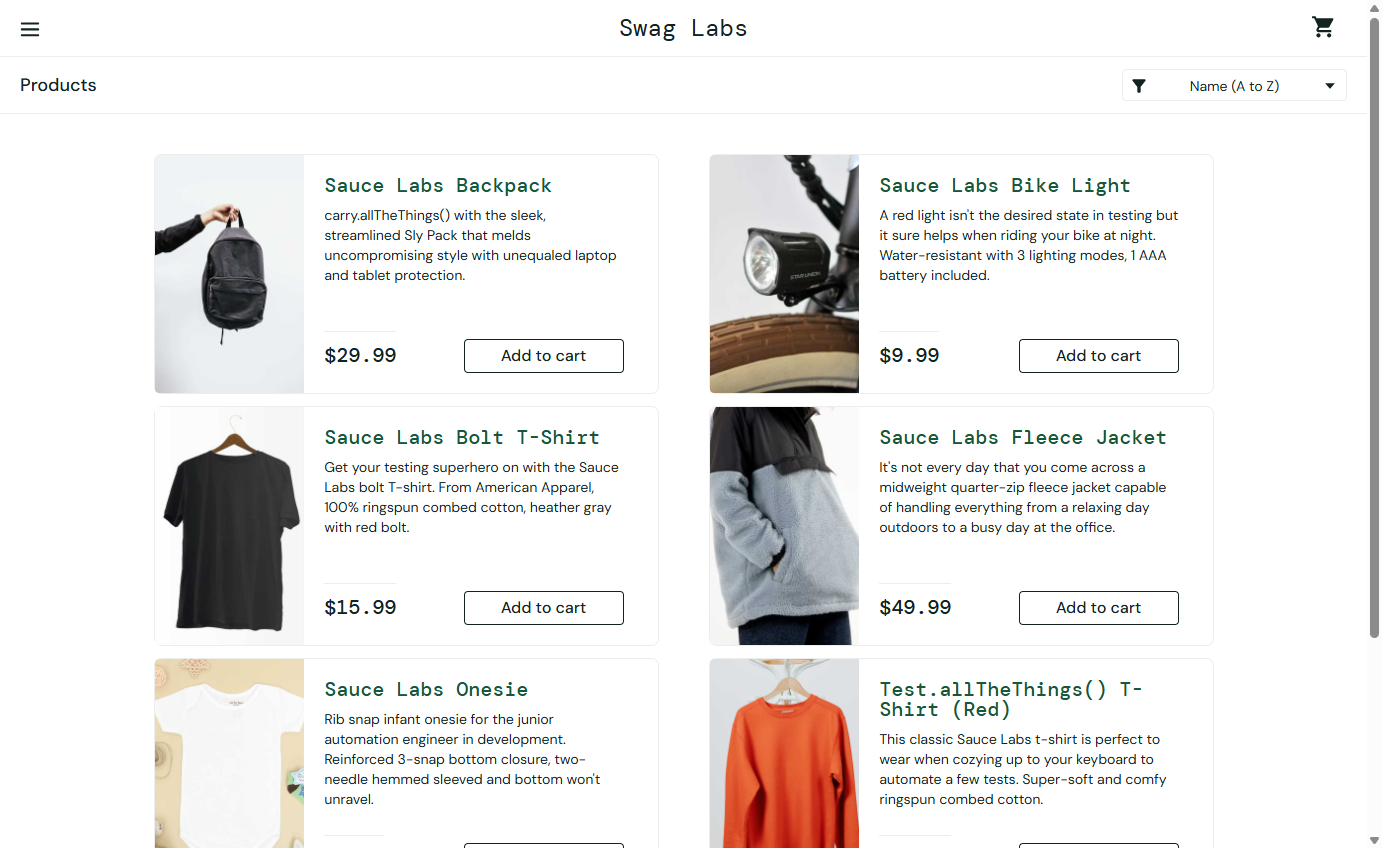 Swag Labs
Products
Name (A to Z)
Sauce Labs Backpack
carry.allTheThings() with the sleek,
streamlined Sly Pack that melds
uncompromising style with unequaled laptop
and tablet protection.
$29.99
Add to cart
Sauce Labs Bike Light
A red light isn't the desired state in testing but
it sure helps when riding your bike at night.
Water-resistant with 3 lighting modes, 1 AAA
battery included.
$9.99
Add to cart
Sauce Labs Bolt T-Shirt
Get your testing superhero on with the Sauce
Labs bolt T-shirt. From American Apparel,
100% ringspun combed cotton, heather gray
with red bolt.
$15.99
Add to cart
Sauce Labs Fleece Jacket
It's not every day that you come across a
midweight quarter-zip fleece jacket capable
of handling everything from a relaxing day
outdoors to a busy day at the office.
$49.99
Add to cart
Sauce Labs Onesie
Rib snap infant onesie for the junior
automation engineer in development.
Reinforced 3-snap bottom closure, two-
needle hemmed sleeved and bottom won't
unravel.
Test.allTheThings() T-
Shirt (Red)
This classic Sauce Labs t-shirt is perfect to
wear when cozying up to your keyboard to
automate a few tests. Super-soft and comfy
ringspun combed cotton.